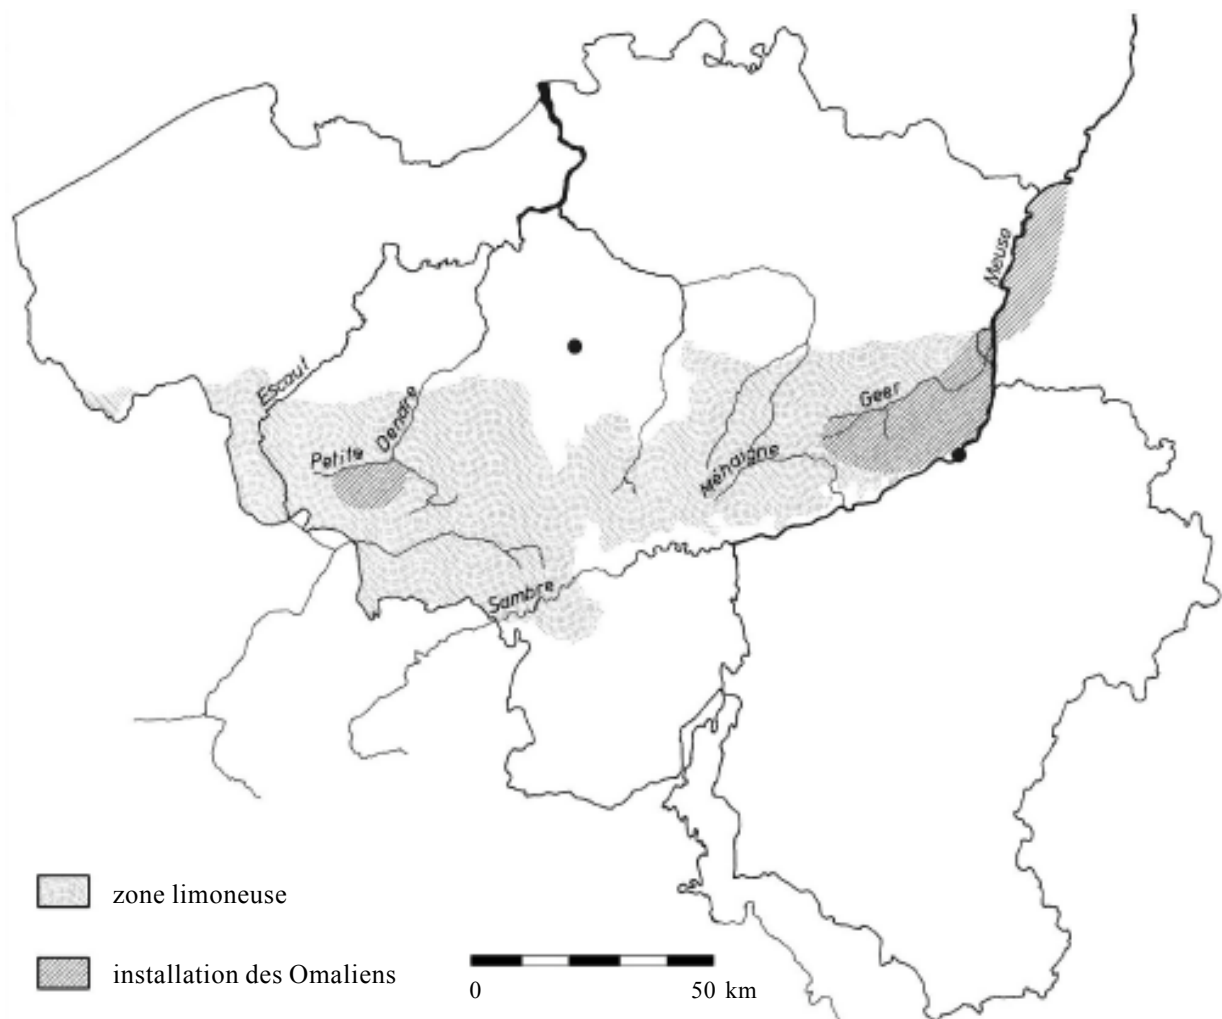 Meuse
Escaut
Dendre
Geer
Petite
Méhaigne
Sambre
zone limoneuse
installation des Omaliens
0 50 km